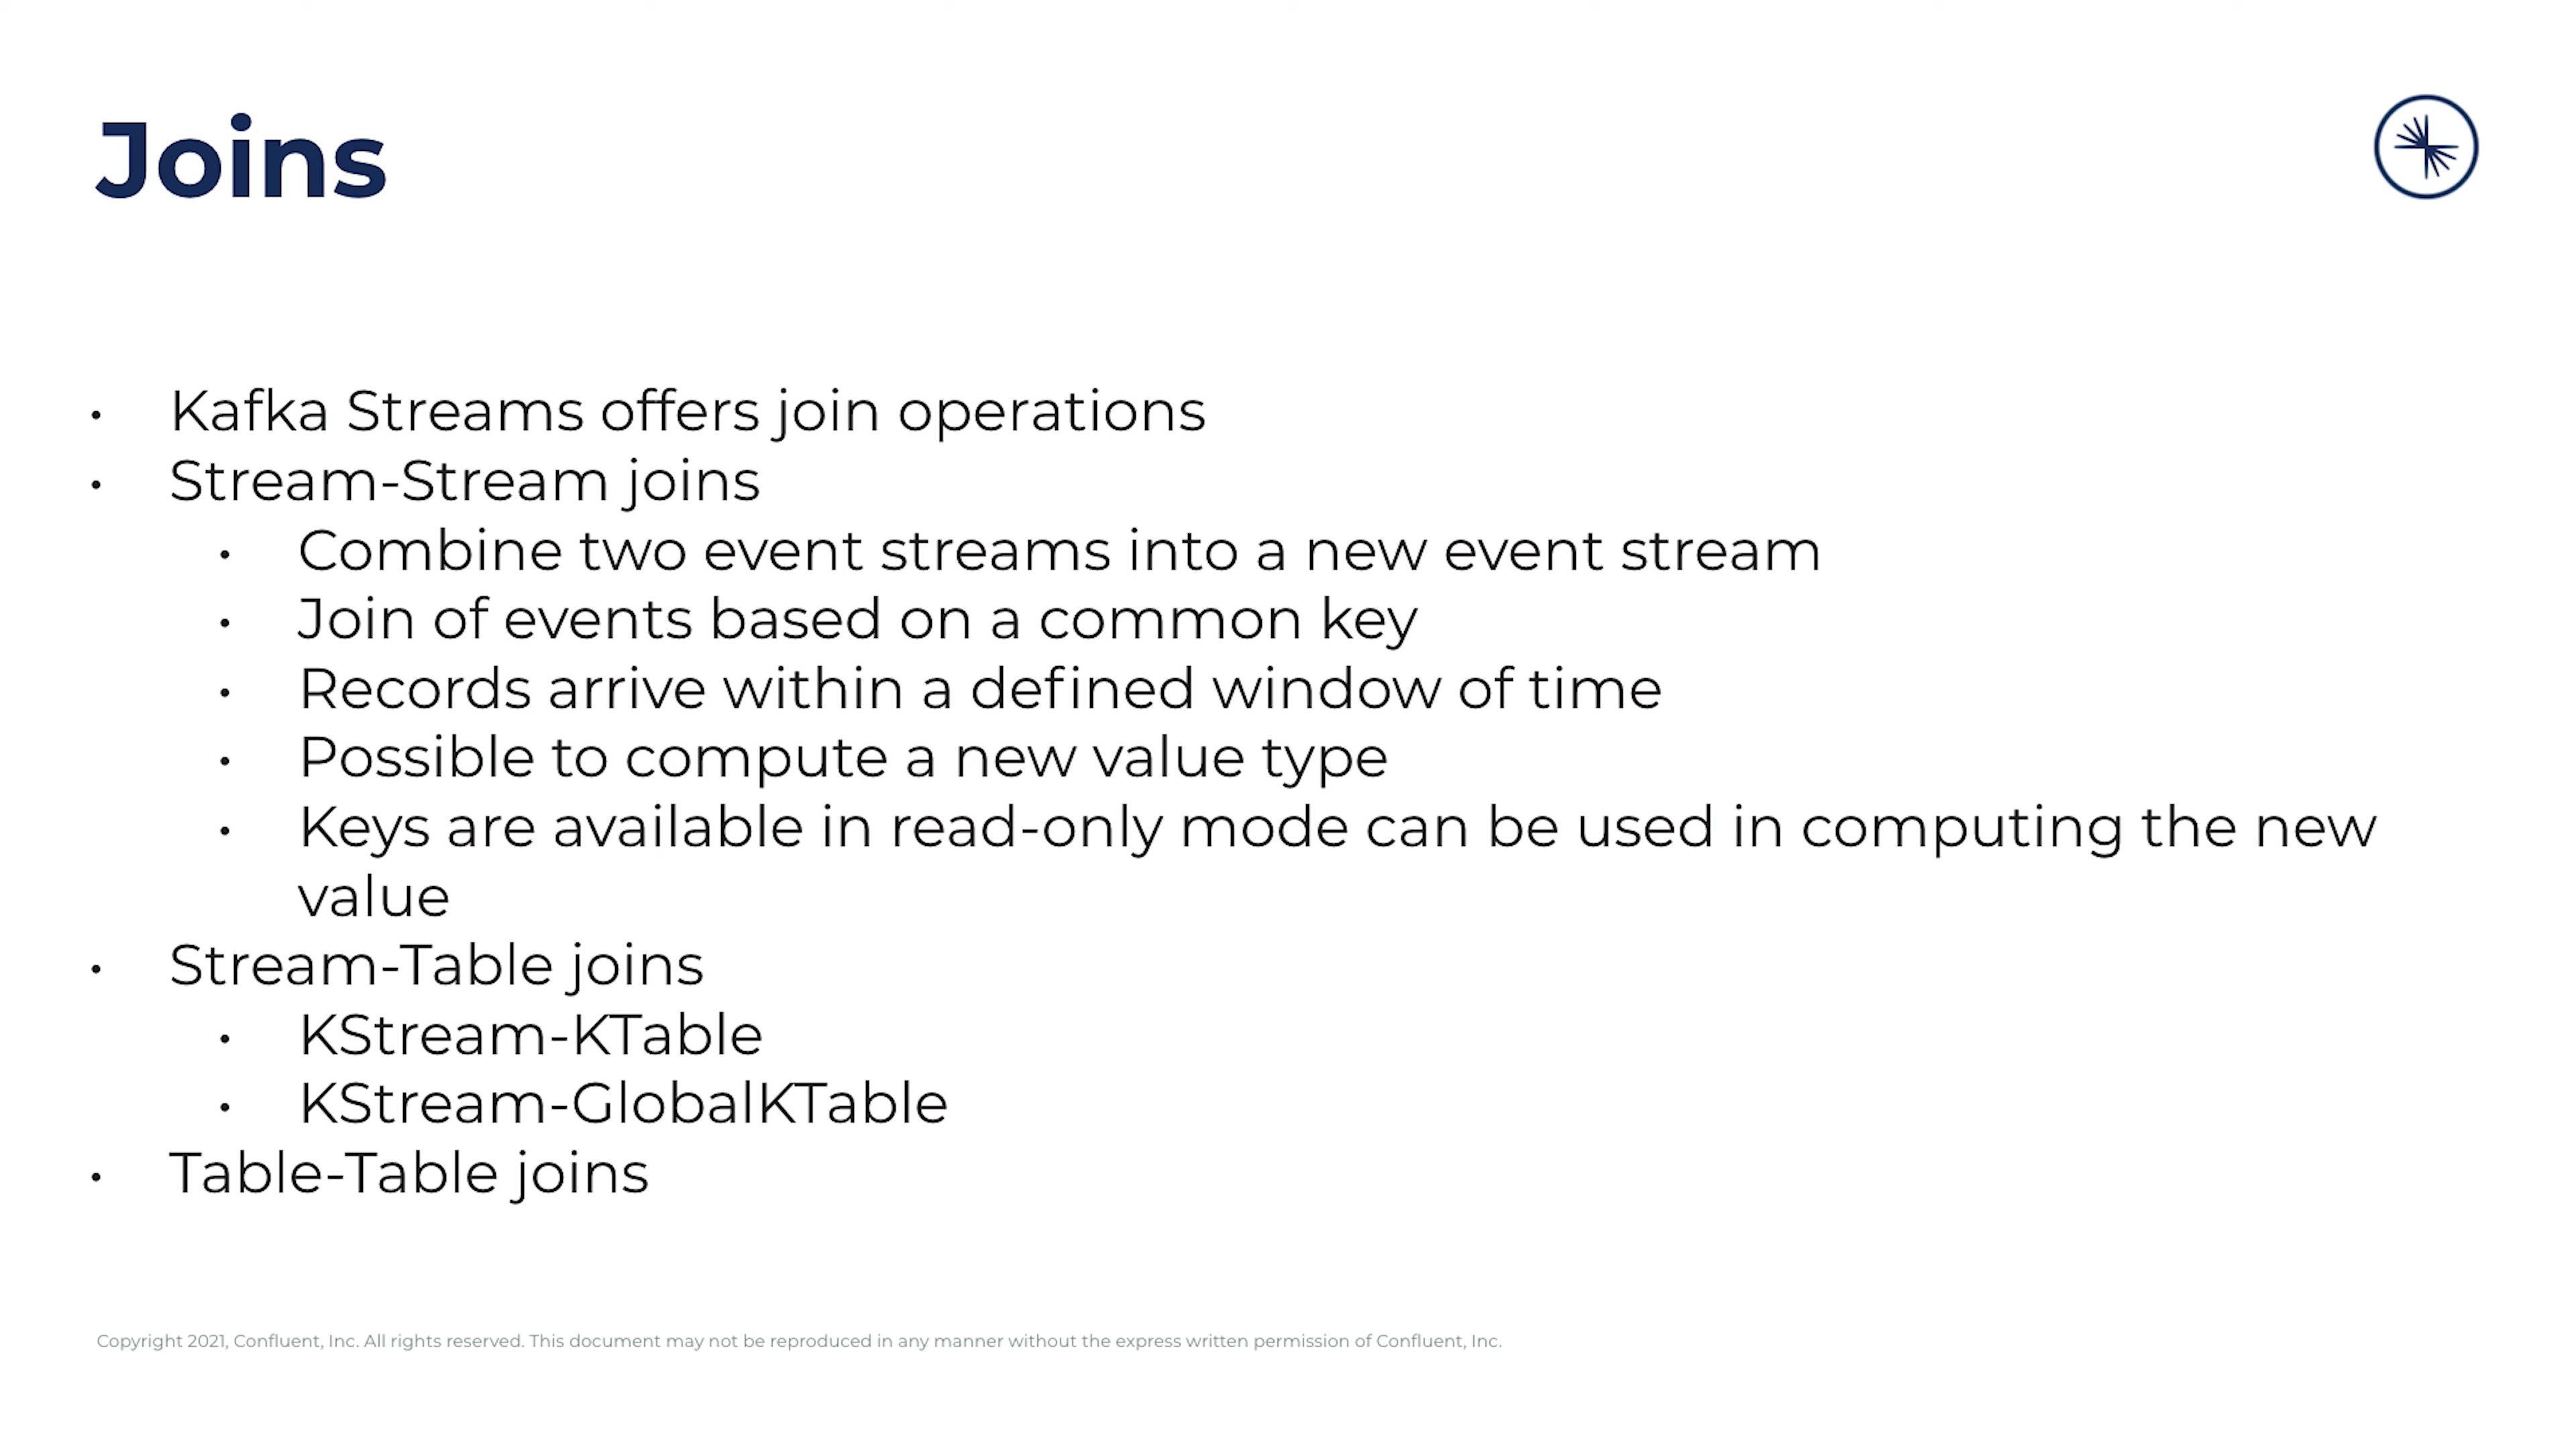 Joins
• Kafka Streams offers join operations
• Stream-Stream joins
• Combine two event streams into a new event stream
• Join of events based on a common key
• Records arrive within a defined window of time
• Possible to compute a new value type
• Keys are available in read-only mode can be used in computing the new
value
• Stream-Table joins
• KStream-KTable
• KStream-GlobalKTable
• Table-Table joins
Copyright 2021, Confluent, Inc. All rights reserved. This document may not be reproduced in any manner without the express written permission of Confluent, Inc.